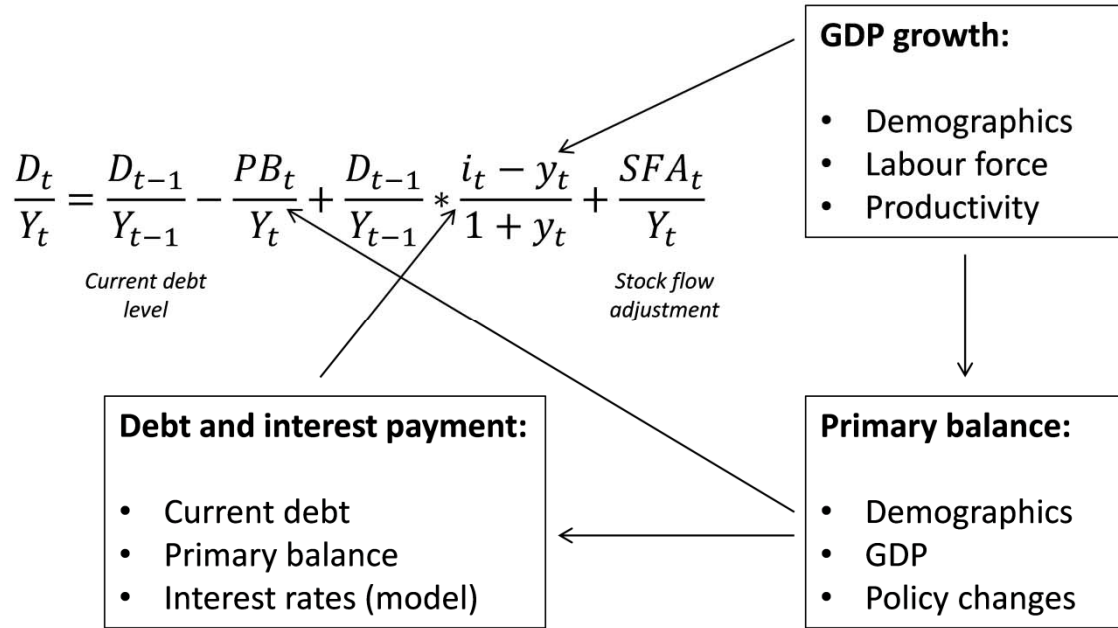 GDP growth:
• Demographics
• Labour force
• Productivity
D_t/Y_t = D_{t-1}/Y_{t-1} − PB_t/Y_t + D_{t-1}/Y_{t-1} * (i_t − y_t)/(1 + y_t) + SFA_t/Y_t
Current debt
level
Stock flow
adjustment
Debt and interest payment:
• Current debt
• Primary balance
• Interest rates (model)
Primary balance:
• Demographics
• GDP
• Policy changes